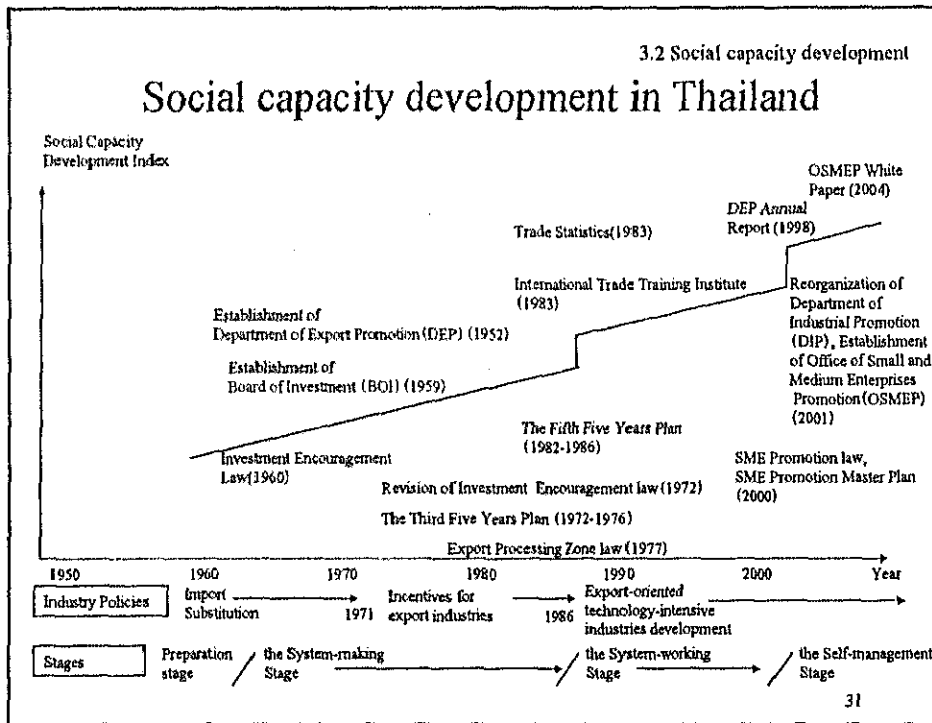 3.2 Social capacity development
Social capacity development in Thailand
Social Capacity
Development Index
OSMEP White
Paper (2004)
DEP Annual
Report (1998)
Trade Statistics(1983)
International Trade Training Institute
(1983)
Reorganization of
Department of
Industrial Promotion
(DIP), Establishment
of Office of Small and
Medium Enterprises
Promotion (OSMEP)
(2001)
Establishment of
Department of Export Promotion (DEP) (1952)
Establishment of
Board of Investment (BOI) (1959)
The Fifth Five Years Plan
(1982-1986)
Investment Encouragement
Law(1960)
SME Promotion law,
SME Promotion Master Plan
(2000)
Revision of Investment Encouragement law (1972)
The Third Five Years Plan (1972-1976)
Export Processing Zone law (1977)
1950 1960 1970 1980 1990 2000 Year
Industry Policies
Import
Substitution
1971
Incentives for
export industries
1986
Export-oriented
technology-intensive
industries development
Stages
Preparation
stage
the System-making
Stage
the System-working
Stage
the Self-management
Stage
31